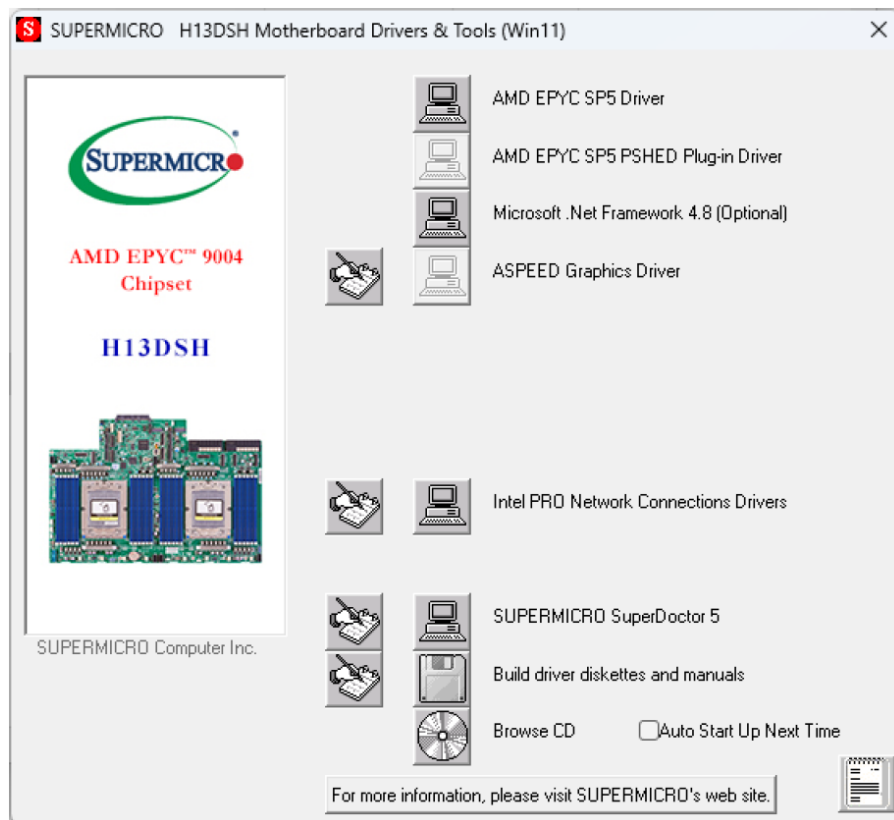 SUPERMICRO H13DSH Motherboard Drivers & Tools (Win11)
SUPERMICRO
AMD EPYC™ 9004
Chipset
H13DSH
SUPERMICRO Computer Inc.
AMD EPYC SP5 Driver
AMD EPYC SP5 PSHED Plug-in Driver
Microsoft .Net Framework 4.8 (Optional)
ASPEED Graphics Driver
Intel PRO Network Connections Drivers
SUPERMICRO SuperDoctor 5
Build driver diskettes and manuals
Browse CD Auto Start Up Next Time
For more information, please visit SUPERMICRO's web site.